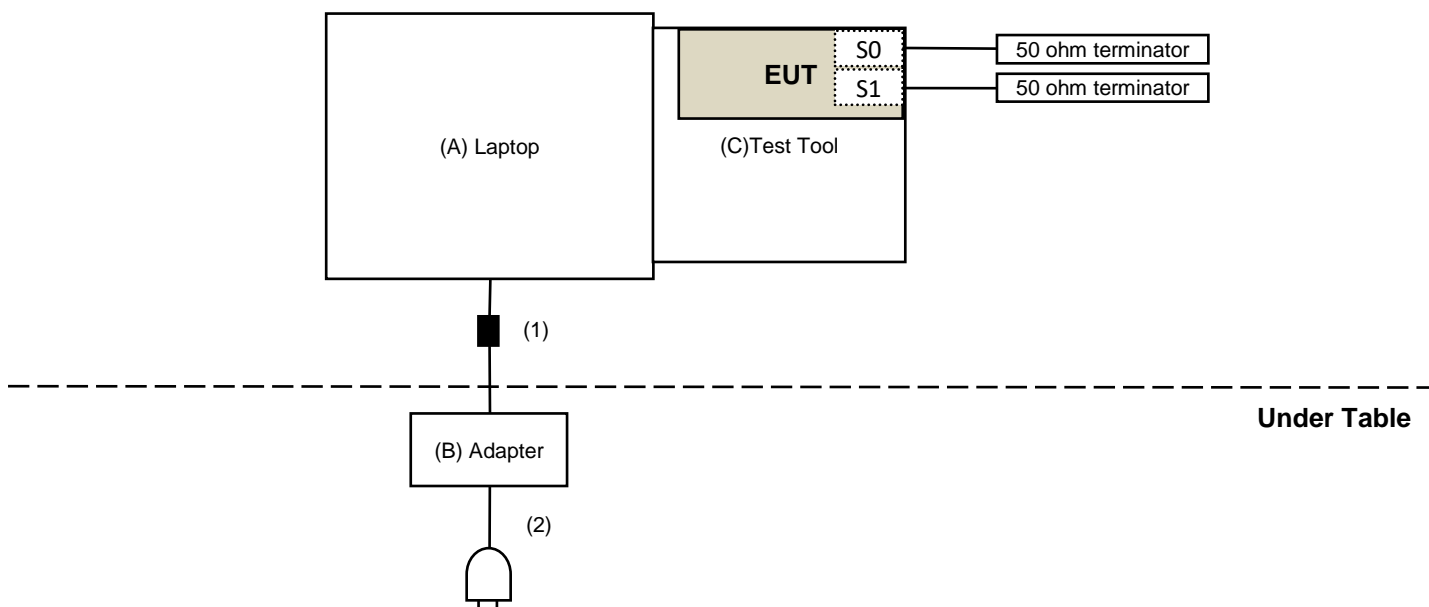 S0
50 ohm terminator
EUT
S1
50 ohm terminator
(A) Laptop
(C)Test Tool
(1)
Under Table
(B) Adapter
(2)